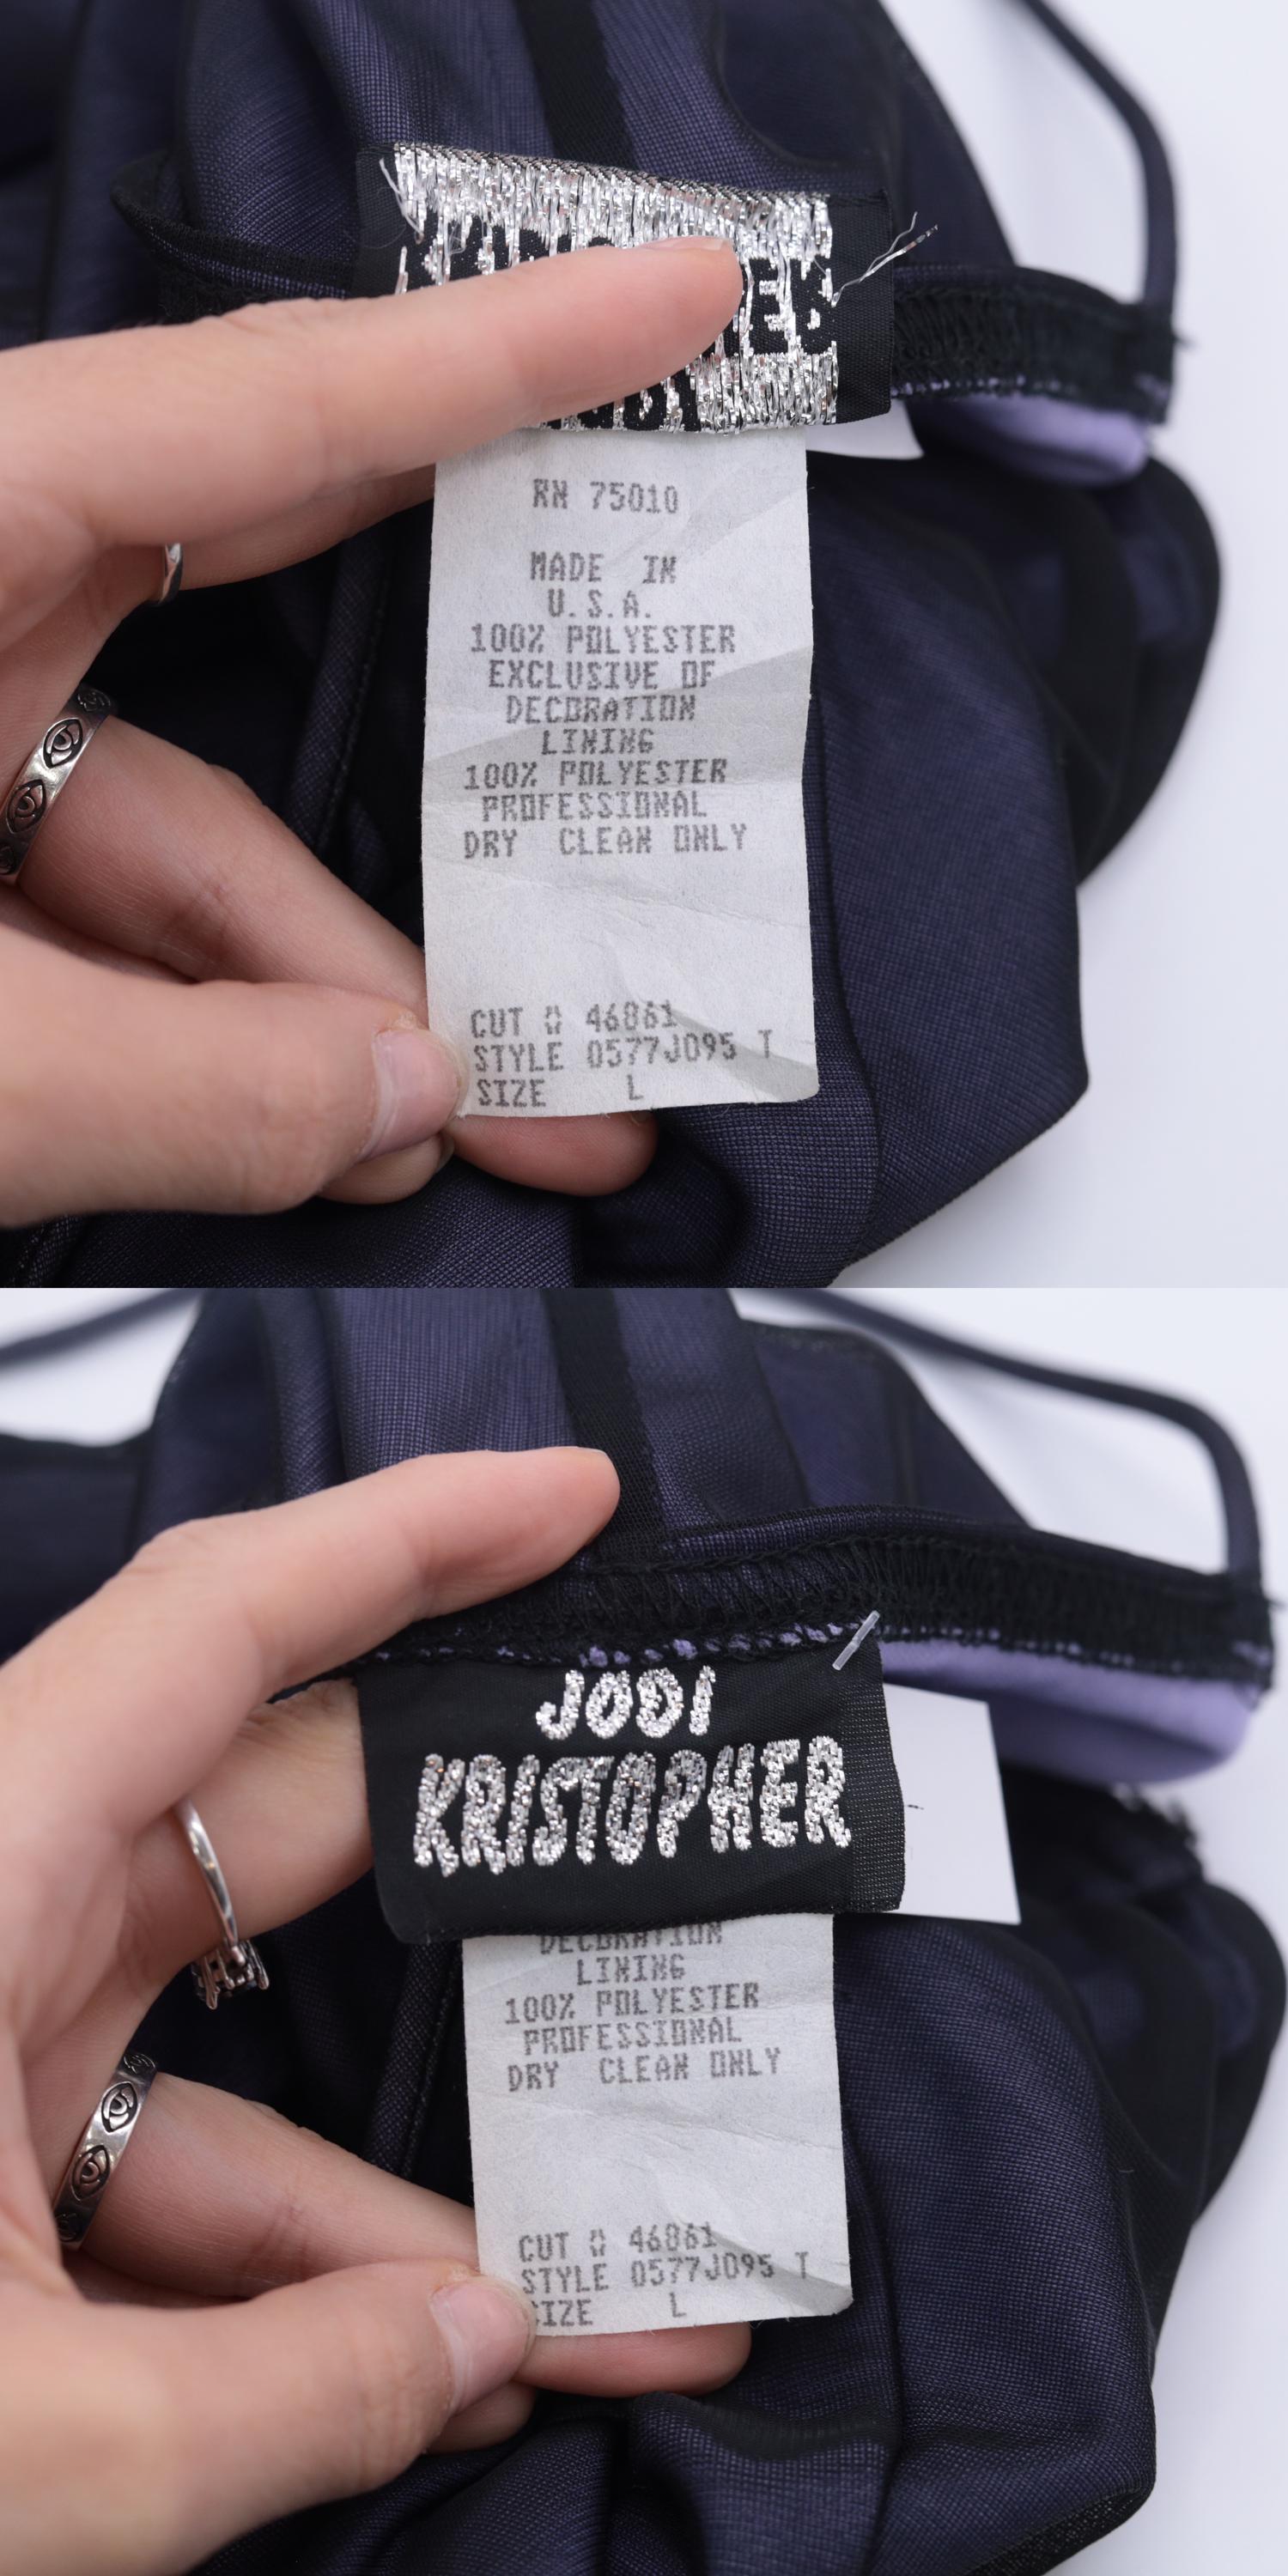 RN 75010
MADE IN
U.S.A.
100% POLYESTER
EXCLUSIVE OF
DECORATION
LINING
100% POLYESTER
PROFESSIONAL
DRY CLEAN ONLY
CUT # 46861
STYLE 0577J095 T
SIZE L
JODI
KRISTOPHER
DECORATION
LINING
100% POLYESTER
PROFESSIONAL
DRY CLEAN ONLY
CUT # 46861
STYLE 0577J095 T
SIZE L